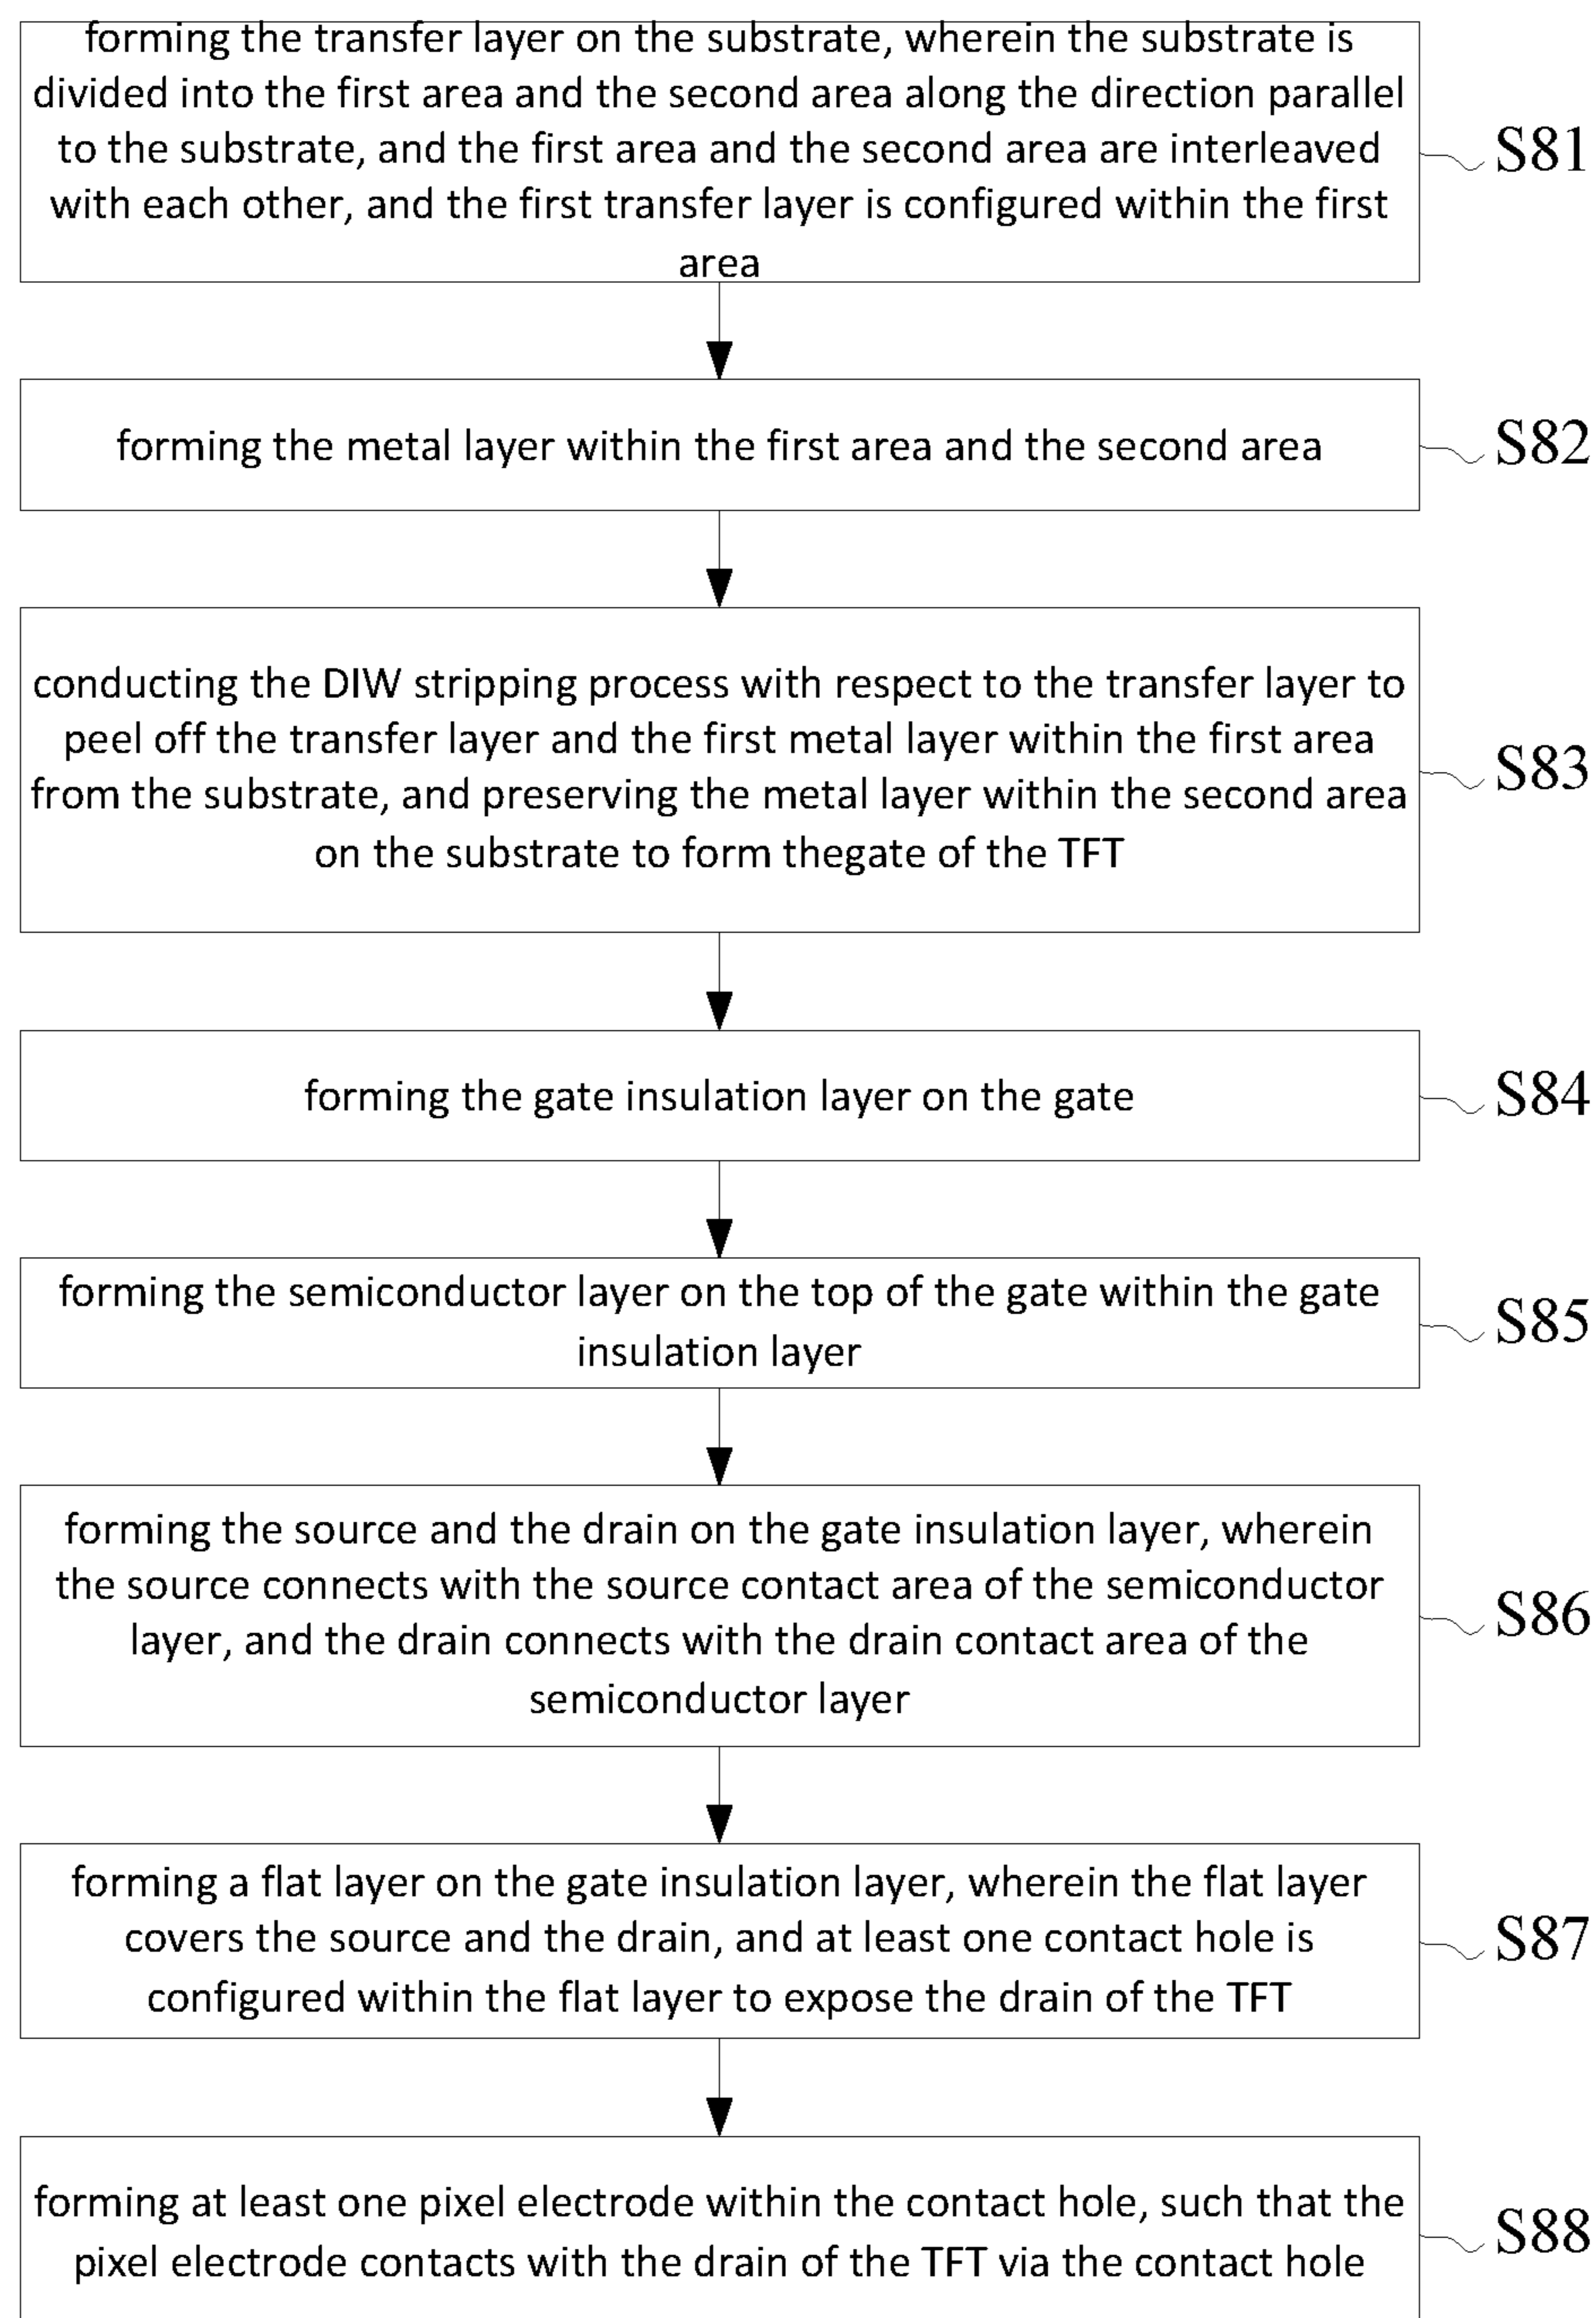 forming the transfer layer on the substrate, wherein the substrate is
divided into the first area and the second area along the direction parallel
to the substrate, and the first area and the second area are interleaved
with each other, and the first transfer layer is configured within the first
area
S81
forming the metal layer within the first area and the second area
S82
conducting the DIW stripping process with respect to the transfer layer to
peel off the transfer layer and the first metal layer within the first area
from the substrate, and preserving the metal layer within the second area
on the substrate to form thegate of the TFT
S83
forming the gate insulation layer on the gate
S84
forming the semiconductor layer on the top of the gate within the gate
insulation layer
S85
forming the source and the drain on the gate insulation layer, wherein
the source connects with the source contact area of the semiconductor
layer, and the drain connects with the drain contact area of the
semiconductor layer
S86
forming a flat layer on the gate insulation layer, wherein the flat layer
covers the source and the drain, and at least one contact hole is
configured within the flat layer to expose the drain of the TFT
S87
forming at least one pixel electrode within the contact hole, such that the
pixel electrode contacts with the drain of the TFT via the contact hole
S88